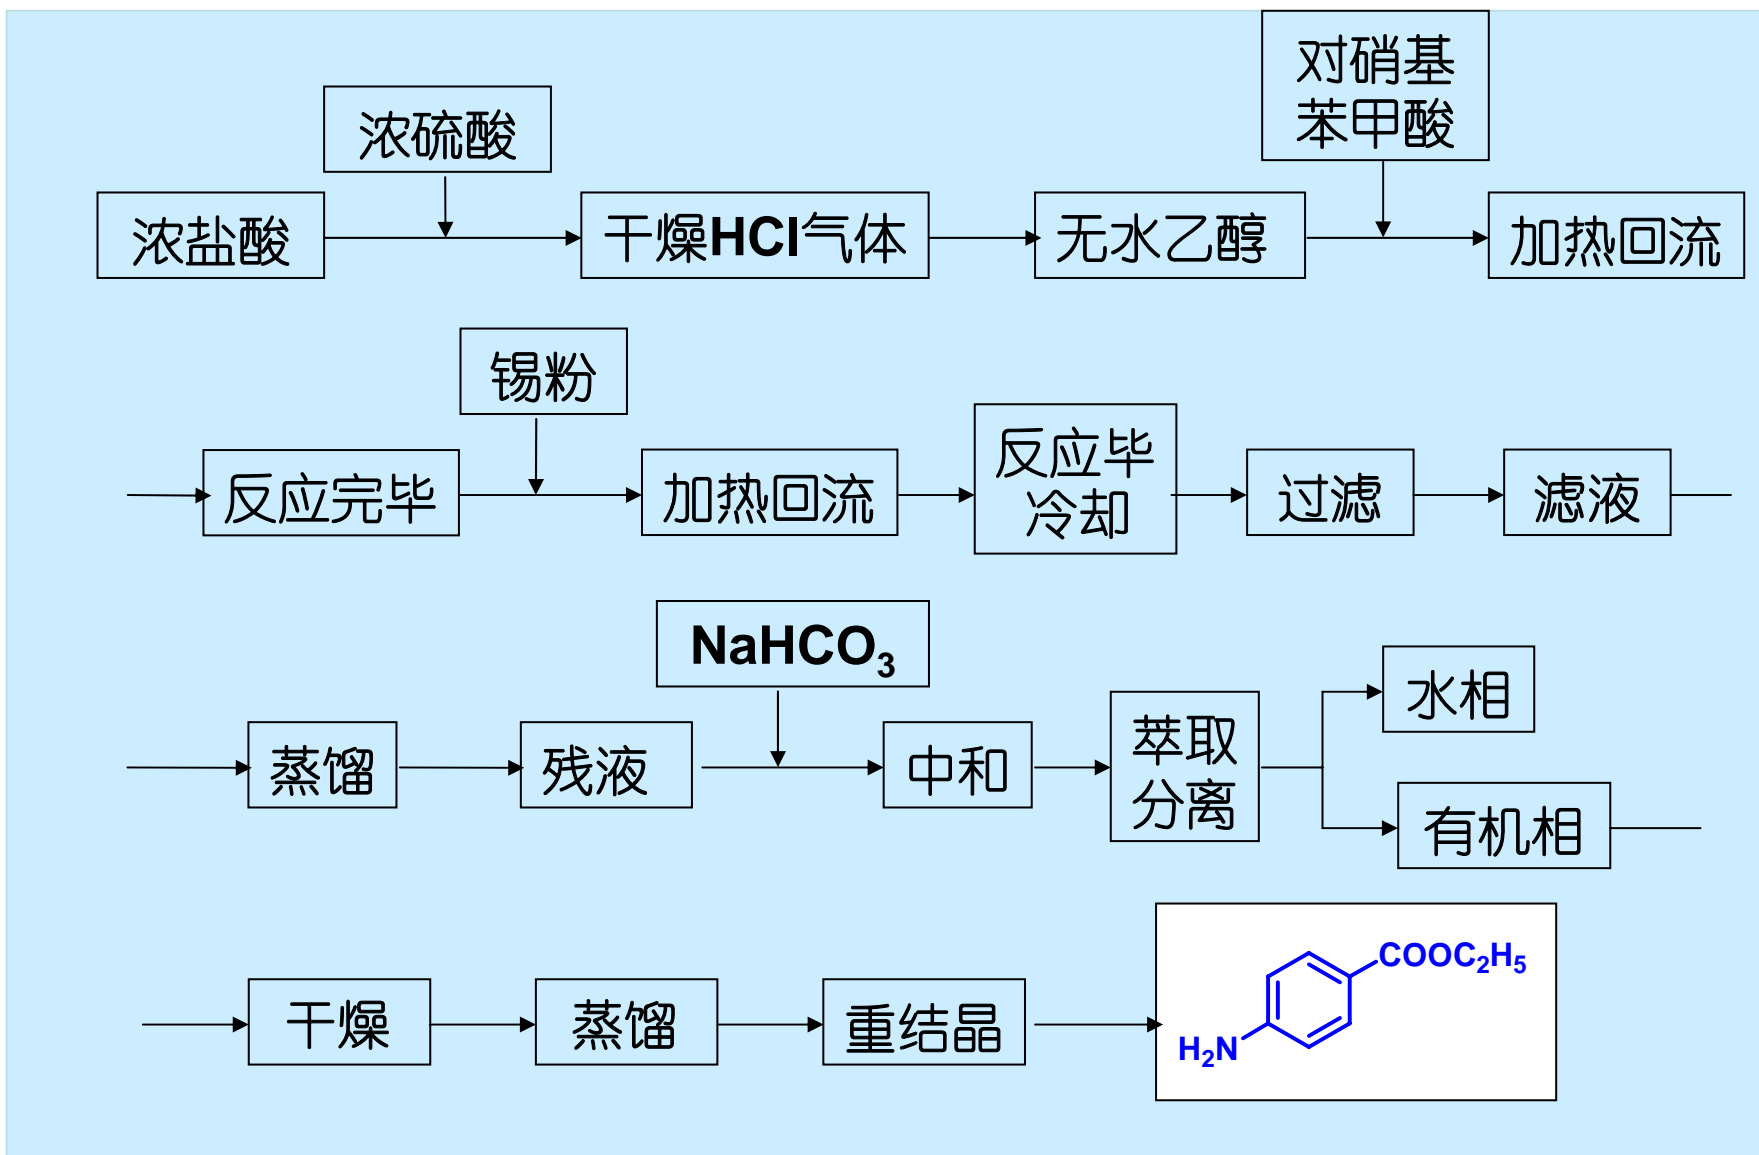 对硝基
苯甲酸
浓硫酸
浓盐酸
干燥HCl气体
无水乙醇
加热回流
锡粉
反应完毕
加热回流
反应毕
冷却
过滤
滤液
NaHCO₃
蒸馏
残液
中和
萃取
分离
水相
有机相
干燥
蒸馏
重结晶
COOC₂H₅
H₂N